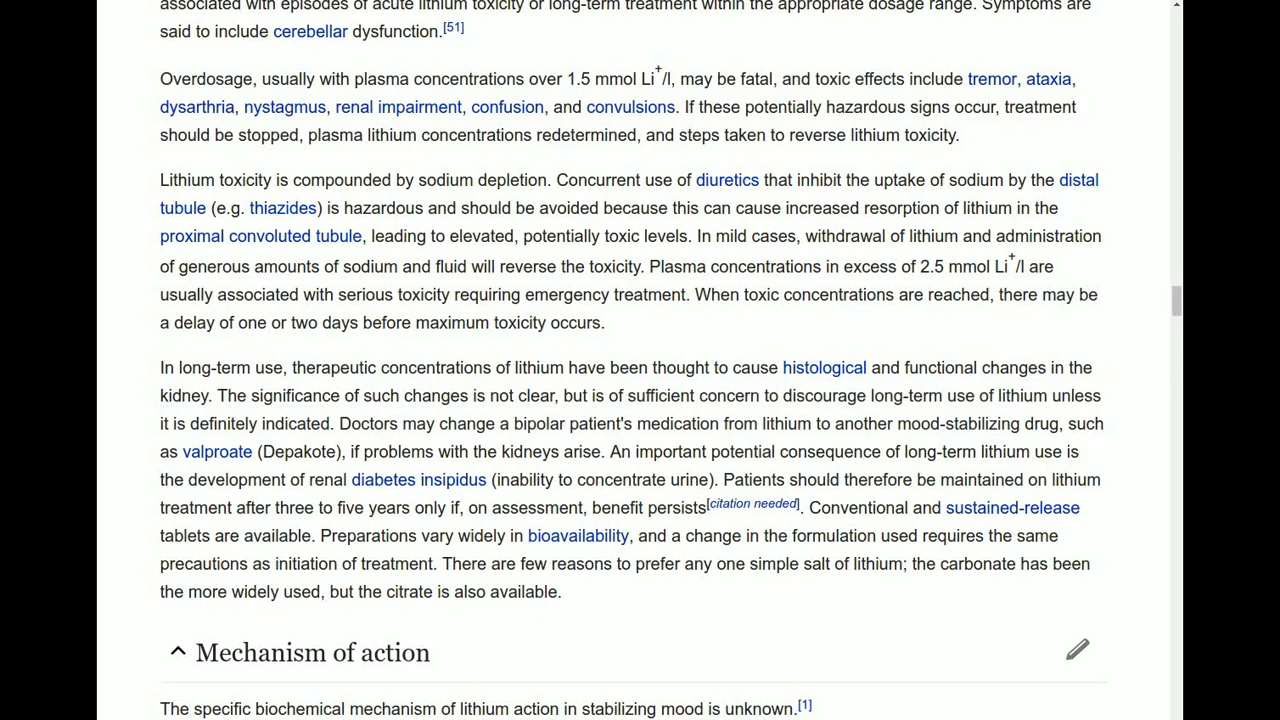 associated with episodes of acute lithium toxicity or long-term treatment within the appropriate dosage range. Symptoms are
said to include cerebellar dysfunction.[51]
Overdosage, usually with plasma concentrations over 1.5 mmol Li+/l, may be fatal, and toxic effects include tremor, ataxia,
dysarthria, nystagmus, renal impairment, confusion, and convulsions. If these potentially hazardous signs occur, treatment
should be stopped, plasma lithium concentrations redetermined, and steps taken to reverse lithium toxicity.
Lithium toxicity is compounded by sodium depletion. Concurrent use of diuretics that inhibit the uptake of sodium by the distal
tubule (e.g. thiazides) is hazardous and should be avoided because this can cause increased resorption of lithium in the
proximal convoluted tubule, leading to elevated, potentially toxic levels. In mild cases, withdrawal of lithium and administration
of generous amounts of sodium and fluid will reverse the toxicity. Plasma concentrations in excess of 2.5 mmol Li+/l are
usually associated with serious toxicity requiring emergency treatment. When toxic concentrations are reached, there may be
a delay of one or two days before maximum toxicity occurs.
In long-term use, therapeutic concentrations of lithium have been thought to cause histological and functional changes in the
kidney. The significance of such changes is not clear, but is of sufficient concern to discourage long-term use of lithium unless
it is definitely indicated. Doctors may change a bipolar patient's medication from lithium to another mood-stabilizing drug, such
as valproate (Depakote), if problems with the kidneys arise. An important potential consequence of long-term lithium use is
the development of renal diabetes insipidus (inability to concentrate urine). Patients should therefore be maintained on lithium
treatment after three to five years only if, on assessment, benefit persists[citation needed]. Conventional and sustained-release
tablets are available. Preparations vary widely in bioavailability, and a change in the formulation used requires the same
precautions as initiation of treatment. There are few reasons to prefer any one simple salt of lithium; the carbonate has been
the more widely used, but the citrate is also available.
Mechanism of action
The specific biochemical mechanism of lithium action in stabilizing mood is unknown.[1]